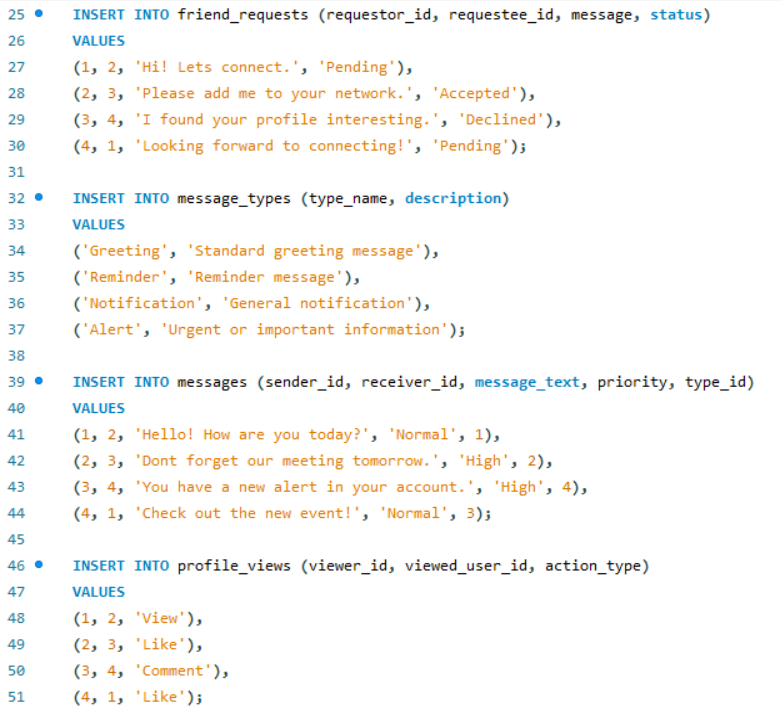 25 INSERT INTO friend_requests (requestor_id, requestee_id, message, status)
26 VALUES
27 (1, 2, 'Hi! Lets connect.', 'Pending'),
28 (2, 3, 'Please add me to your network.', 'Accepted'),
29 (3, 4, 'I found your profile interesting.', 'Declined'),
30 (4, 1, 'Looking forward to connecting!', 'Pending');
31
32 INSERT INTO message_types (type_name, description)
33 VALUES
34 ('Greeting', 'Standard greeting message'),
35 ('Reminder', 'Reminder message'),
36 ('Notification', 'General notification'),
37 ('Alert', 'Urgent or important information');
38
39 INSERT INTO messages (sender_id, receiver_id, message_text, priority, type_id)
40 VALUES
41 (1, 2, 'Hello! How are you today?', 'Normal', 1),
42 (2, 3, 'Dont forget our meeting tomorrow.', 'High', 2),
43 (3, 4, 'You have a new alert in your account.', 'High', 4),
44 (4, 1, 'Check out the new event!', 'Normal', 3);
45
46 INSERT INTO profile_views (viewer_id, viewed_user_id, action_type)
47 VALUES
48 (1, 2, 'View'),
49 (2, 3, 'Like'),
50 (3, 4, 'Comment'),
51 (4, 1, 'Like');